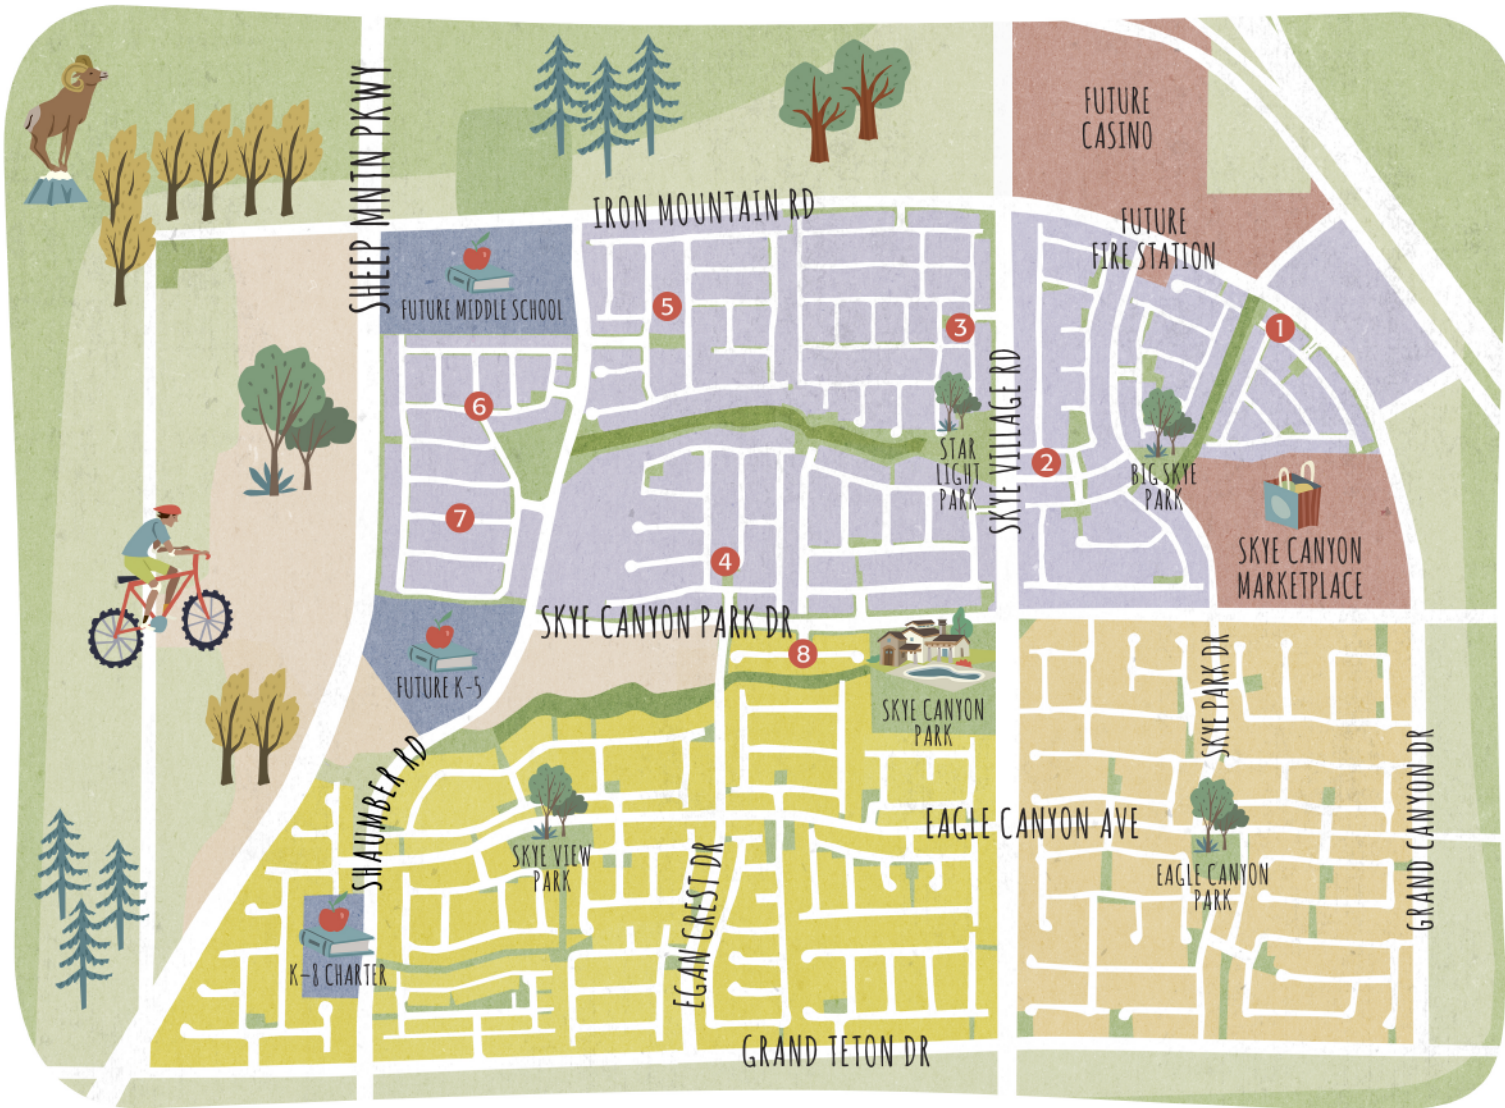 SHEEP MNTIN PKWY
FUTURE
CASINO
IRON MOUNTAIN RD
FUTURE
FIRE STATION
FUTURE MIDDLE SCHOOL
5
3
1
6
STAR
LIGHT
PARK
SKYE VILLAGE RD
2
BIG SKYE
PARK
7
4
SKYE CANYON
MARKETPLACE
SKYE CANYON PARK DR
8
FUTURE K-5
SKYE CANYON
PARK
SKYE PARK DR
SHAUMBER RD
EAGLE CANYON AVE
GRAND CANYON DR
SKYE VIEW
PARK
EGAN CREST DR
EAGLE CANYON
PARK
K-8 CHARTER
GRAND TETON DR